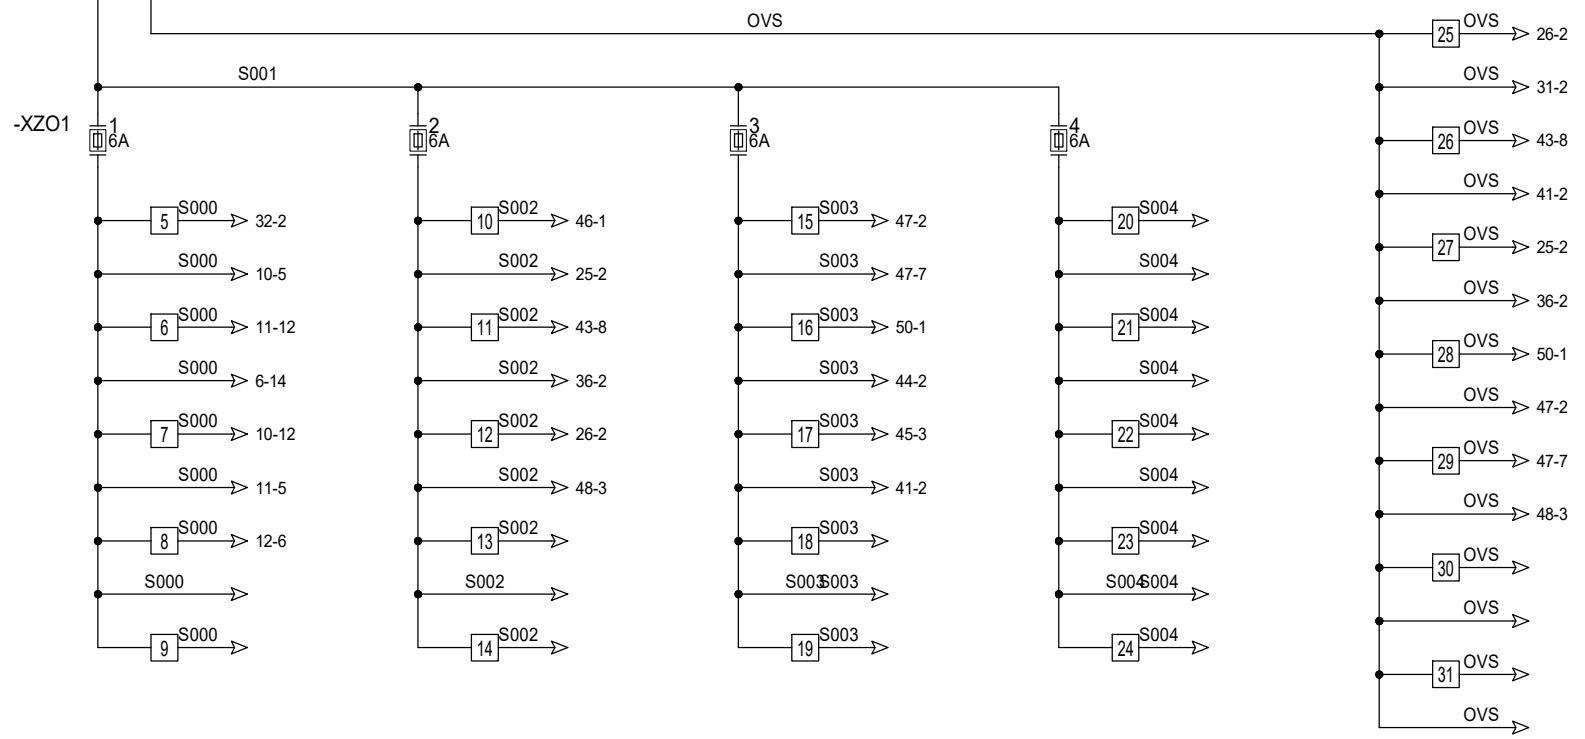 OVS
25 OVS 26-2
S001
OVS 31-2
-XZO1
1
6A
2
6A
3
6A
4
6A
26 OVS 43-8
OVS 41-2
5 S000 32-2
10 S002 46-1
15 S003 47-2
20 S004
27 OVS 25-2
S000 10-5
S002 25-2
S003 47-7
S004
OVS 36-2
6 S000 11-12
11 S002 43-8
16 S003 50-1
21 S004
28 OVS 50-1
S000 6-14
S002 36-2
S003 44-2
S004
OVS 47-2
7 S000 10-12
12 S002 26-2
17 S003 45-3
22 S004
29 OVS 47-7
S000 11-5
S002 48-3
S003 41-2
S004
OVS 48-3
8 S000 12-6
13 S002
18 S003
23 S004
30 OVS
S000
S002
S003 S003
S004 S004
OVS
9 S000
14 S002
19 S003
24 S004
31 OVS
OVS